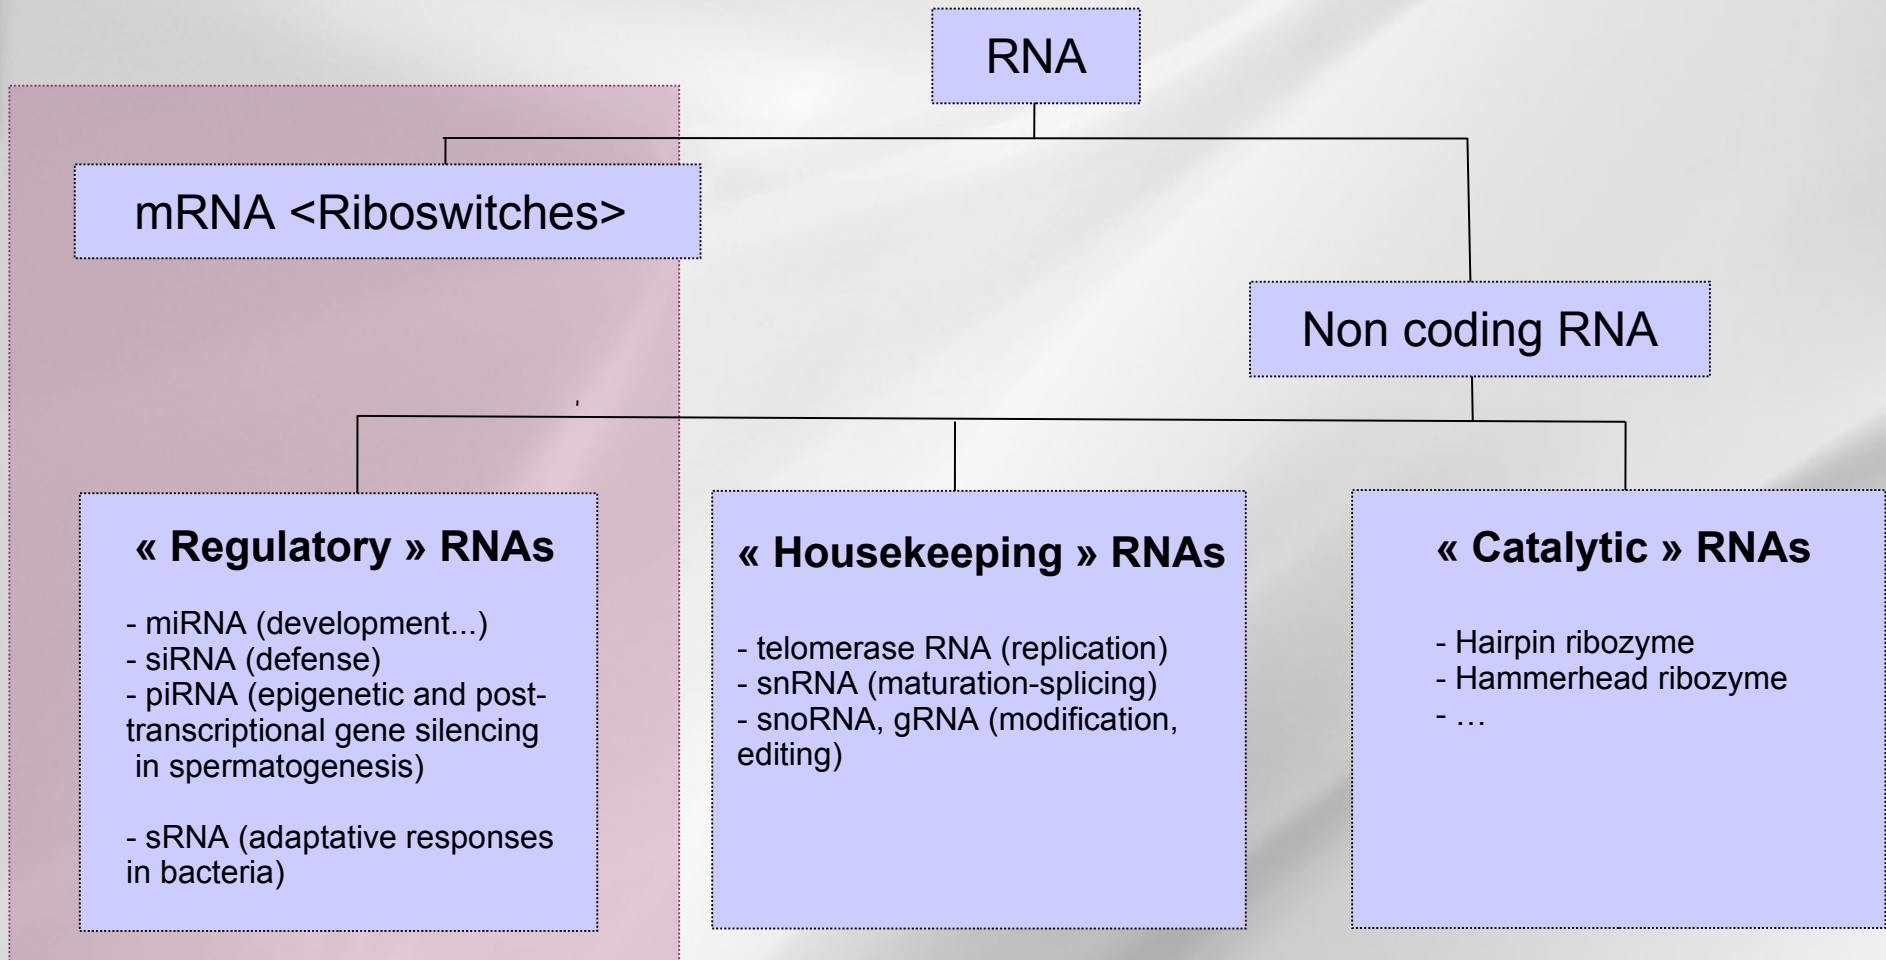 RNA
mRNA <Riboswitches>
Non coding RNA
« Regulatory » RNAs
- miRNA (development...)
- siRNA (defense)
- piRNA (epigenetic and post-
transcriptional gene silencing
in spermatogenesis)
- sRNA (adaptative responses
in bacteria)
« Housekeeping » RNAs
- telomerase RNA (replication)
- snRNA (maturation-splicing)
- snoRNA, gRNA (modification,
editing)
« Catalytic » RNAs
- Hairpin ribozyme
- Hammerhead ribozyme
- …